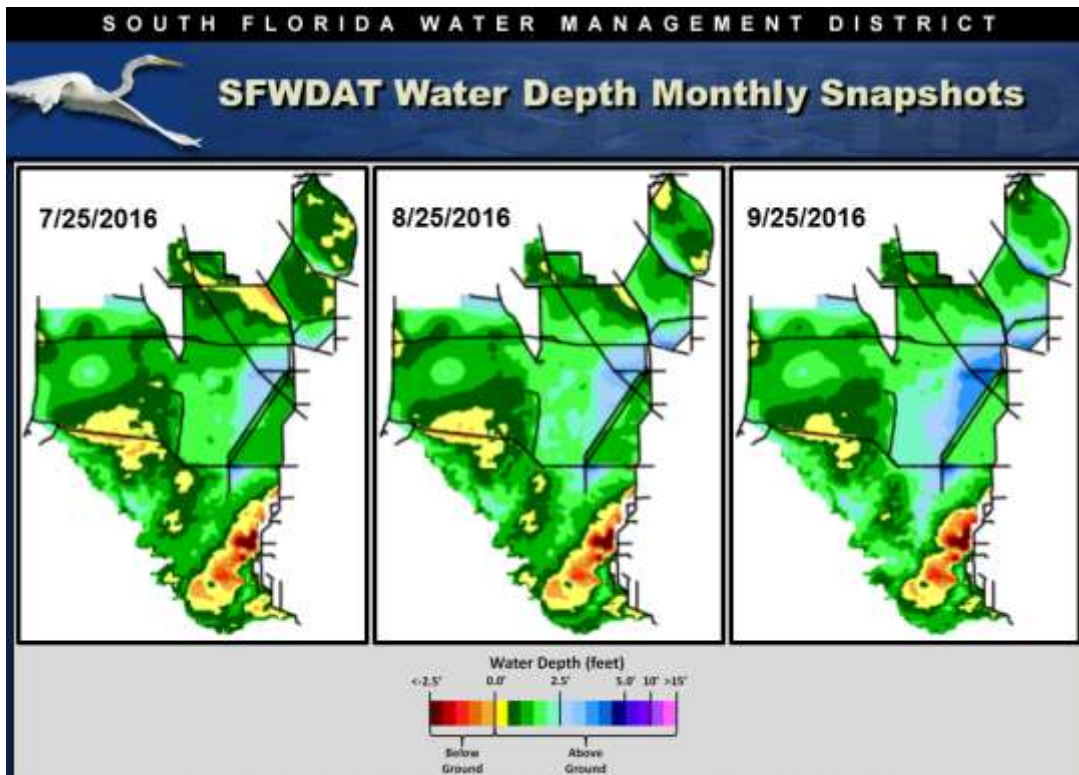 SOUTH FLORIDA WATER MANAGEMENT DISTRICT
SFWDAT Water Depth Monthly Snapshots
7/25/2016
8/25/2016
9/25/2016
Water Depth (feet)
<-2.5' 0.0' 2.5' 5.0' 10' >15'
Below Above
Ground Ground